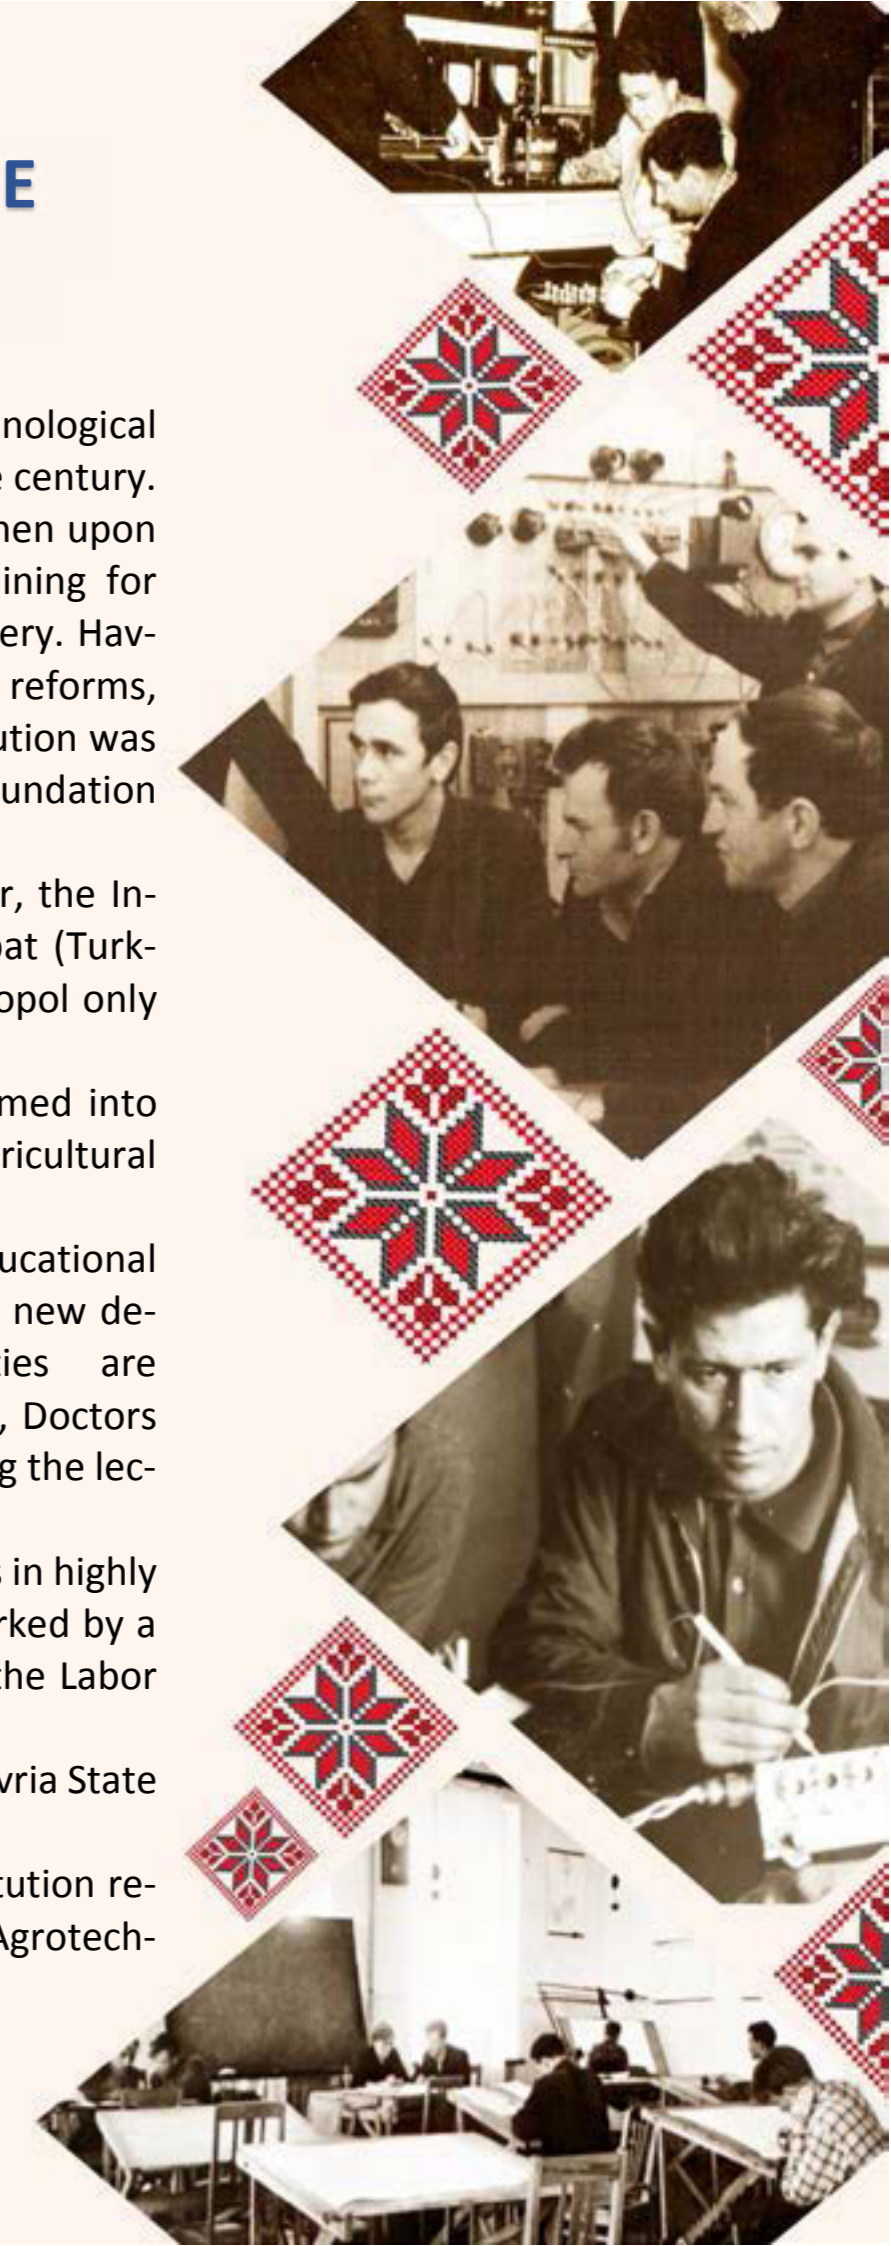 E
nological
e century.
hen upon
ining for
ery. Hav-
reforms,
ution was
undation
r, the In-
bat (Turk-
opol only
med into
ricultural
ucational
new de-
ties are
, Doctors
g the lec-
s in highly
rked by a
the Labor
vria State
tution re-
Agrotech-